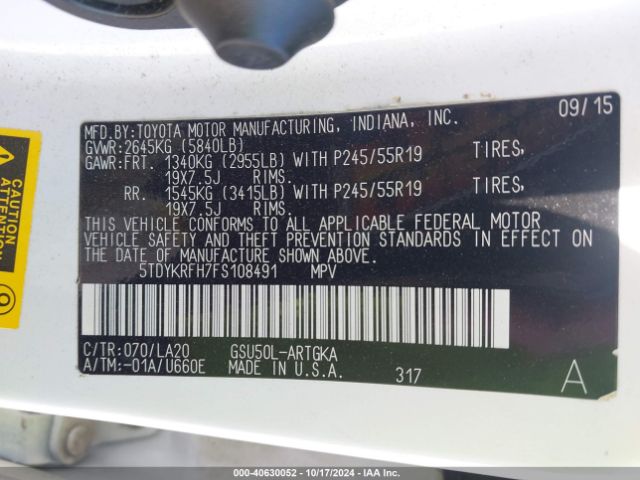 09/15
MFD.BY:TOYOTA MOTOR MANUFACTURING, INDIANA, INC.
GVWR:2645KG (5840LB)
GAWR:FRT. 1340KG (2955LB) WITH P245/55R19 TIRES,
19X7.5J RIMS.
RR. 1545KG (3415LB) WITH P245/55R19 TIRES,
19X7.5J RIMS.
THIS VEHICLE CONFORMS TO ALL APPLICABLE FEDERAL MOTOR
VEHICLE SAFETY AND THEFT PREVENTION STANDARDS IN EFFECT ON
THE DATE OF MANUFACTURE SHOWN ABOVE.
5TDYKRFH7FS108491 MPV
C/TR:070/LA20 GSU50L-ARTGKA
A/TM:-01A/U660E MADE IN U.S.A. 317 A
CAUTION
ATTENTION
000-40630052 - 10/17/2024 - IAA Inc.